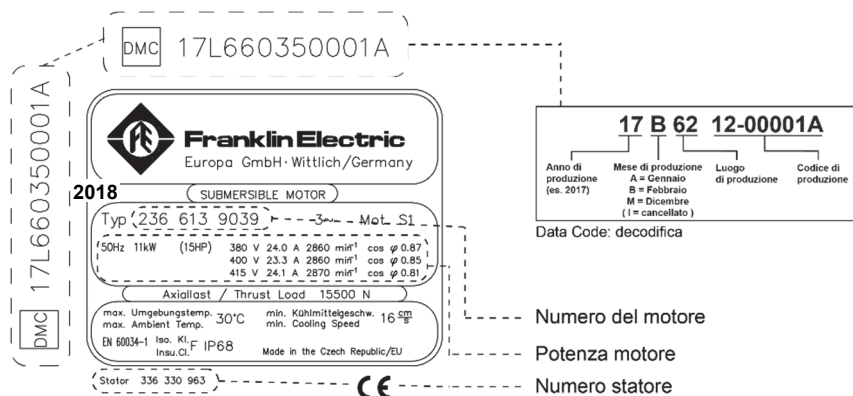 DMC 17L660350001A
DMC 17L660350001A
FE
Franklin Electric
Europa GmbH · Wittlich/Germany
2018
SUBMERSIBLE MOTOR
Typ 236 613 9039 3~ Mot. S1
50Hz 11kW (15HP) 380 V 24.0 A 2860 min⁻¹ cos φ 0.87
400 V 23.3 A 2860 min⁻¹ cos φ 0.85
415 V 24.1 A 2870 min⁻¹ cos φ 0.81
Axiallast / Thrust Load 15500 N
max. Umgebungstemp. 30°C min. Kühlmittelgeschw. 16 cm/s
max. Ambient Temp. min. Cooling Speed
EN 60034-1 Iso. Kl. F IP68 Made in the Czech Republic/EU
Insu.Cl.
Stator 336 330 963
CE
17 B 62 12-00001A
Anno di produzione (es. 2017)
Mese di produzione
A = Gennaio
B = Febbraio
M = Dicembre
( I = cancellato )
Luogo di produzione
Codice di produzione
Data Code: decodifica
Numero del motore
Potenza motore
Numero statore